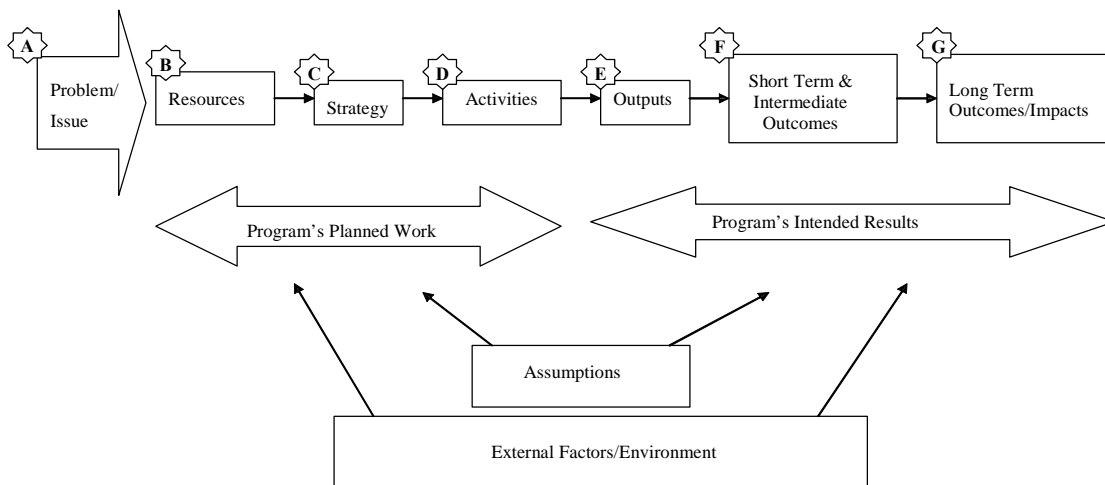 A
Problem/
Issue
B
Resources
C
Strategy
D
Activities
E
Outputs
F
Short Term &
Intermediate
Outcomes
G
Long Term
Outcomes/Impacts
Program’s Planned Work
Program’s Intended Results
Assumptions
External Factors/Environment